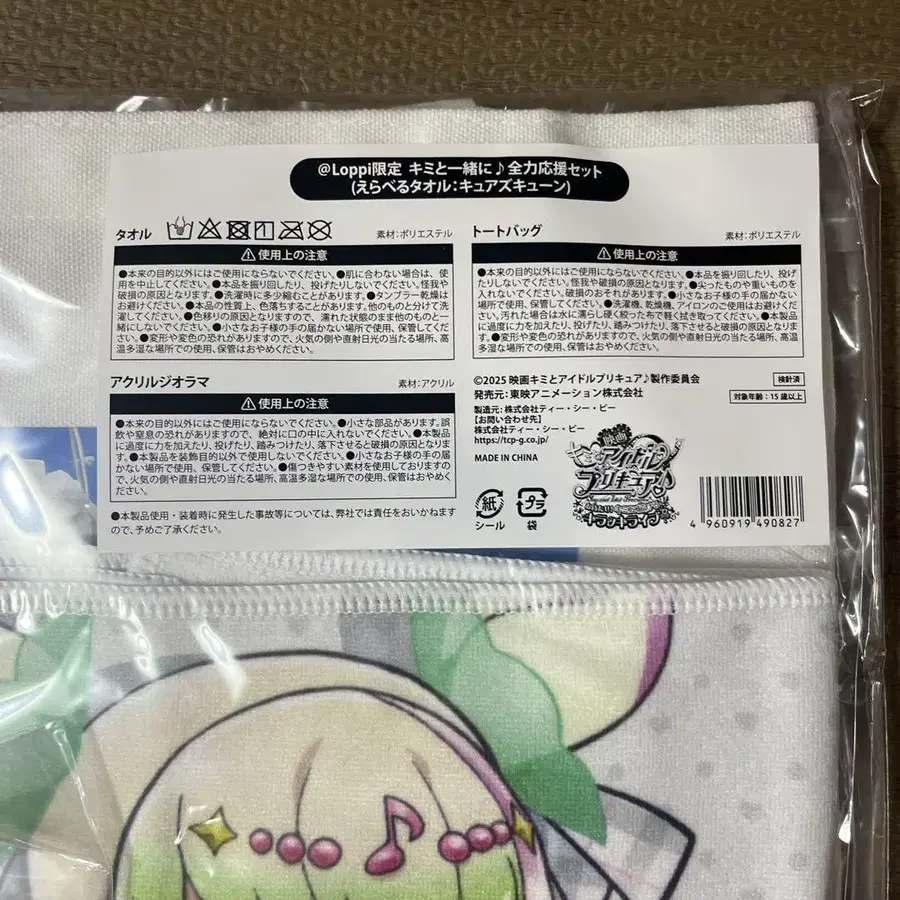 @Loppi限定 キミと一緒に♪全力応援セット
(えらべるタオル:キュアズキューン)
タオル
素材:ポリエステル
使用上の注意
●本来の目的以外にはご使用にならないでください。●肌に合わない場合は、使用を中止してください。●本品を振り回したり、投げたりしないでください。怪我や破損の原因となります。●洗濯時に多少縮むことがあります。●タンブラー乾燥はお避けください。●本品の性質上、色落ちすることがあります。他のものと分けて洗濯してください。●色移りの原因となりますので、濡れた状態のまま他のものと一緒にしないでください。●小さなお子様の手の届かない場所で使用、保管してください。●変形や変色の恐れがありますので、火気の側や直射日光の当たる場所、高温多湿な場所での使用、保管はおやめください。
アクリルジオラマ
素材:アクリル
使用上の注意
●本来の目的以外にはご使用にならないでください。●小さな部品があります。誤飲や窒息の恐れがありますので、絶対に口の中に入れないでください。●本製品に過度に力を加えたり、投げたり、踏みつけたり、落下させると破損の原因となります。●本製品を装飾目的以外で使用しないでください。●小さなお子様の手の届かない場所で使用、保管してください。●傷つきやすい素材を使用しておりますので、火気の側や直射日光の当たる場所、高温多湿な場所での使用、保管はおやめください。
●本製品使用・装着時に発生した事故等については、弊社では責任をおいかねますので、予めご了承ください。
トートバッグ
素材:ポリエステル
使用上の注意
●本来の目的以外にはご使用にならないでください。●本品を振り回したり、投げたりしないでください。怪我や破損の原因となります。●尖ったものや重いものを入れないでください。破損のおそれがあります。●小さなお子様の手の届かない場所で使用、保管してください。●洗濯機、乾燥機、アイロンのご使用はお避けください。汚れた場合は水に濡らし硬く絞った布で軽く拭き取ってください。●本製品に過度に力を加えたり、投げたり、踏みつけたり、落下させると破損の原因となります。●変形や変色の恐れがありますので、火気の側や直射日光の当たる場所、高温多湿な場所での使用、保管はおやめください。
©2025 映画キミとアイドルプリキュア♪製作委員会
発売元:東映アニメーション株式会社
検針済
対象年齢:15歳以上
製造元:株式会社ティー・シー・ピー
【お問い合わせ先】
株式会社ティー・シー・ピー
https://tcp-g.co.jp/
MADE IN CHINA
映画
アイドル
プリキュア♪
キラッキライブ
紙
シール
プラ
袋
4 960919 490827